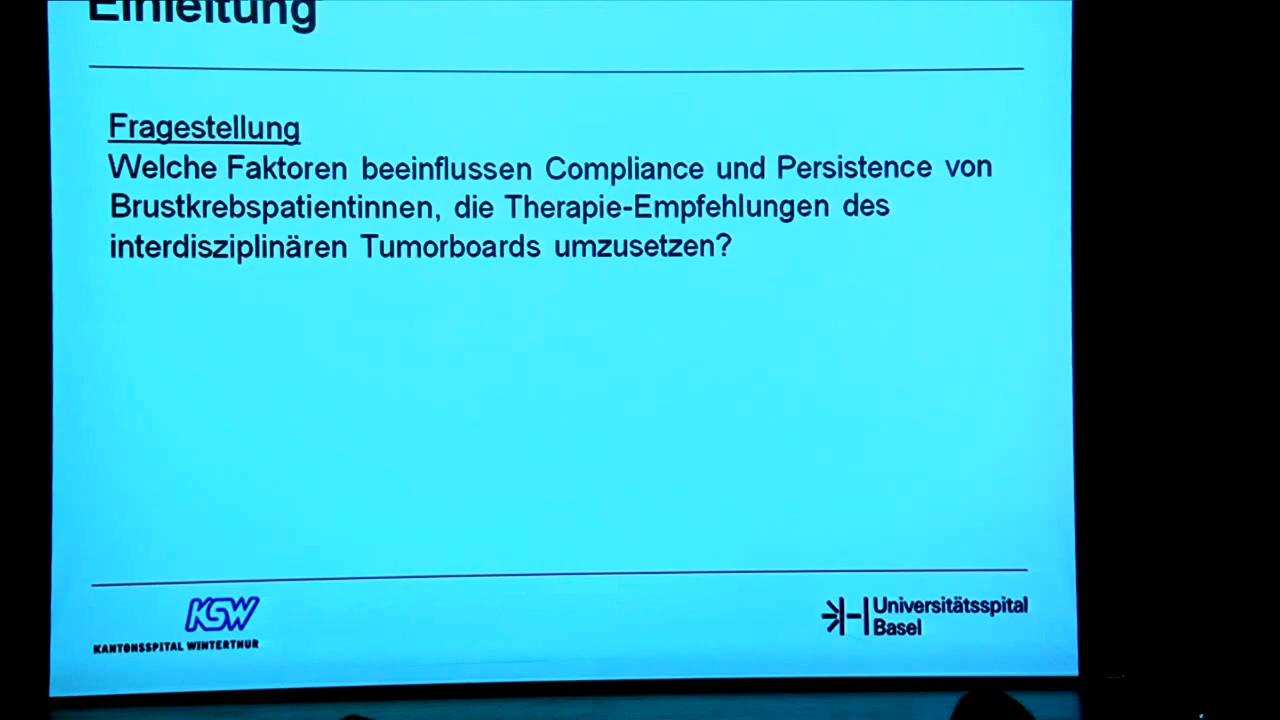 Einleitung
Fragestellung
Welche Faktoren beeinflussen Compliance und Persistence von
Brustkrebspatientinnen, die Therapie-Empfehlungen des
interdisziplinären Tumorboards umzusetzen?
KSW
KANTONSSPITAL WINTERTHUR
Universitätsspital
Basel